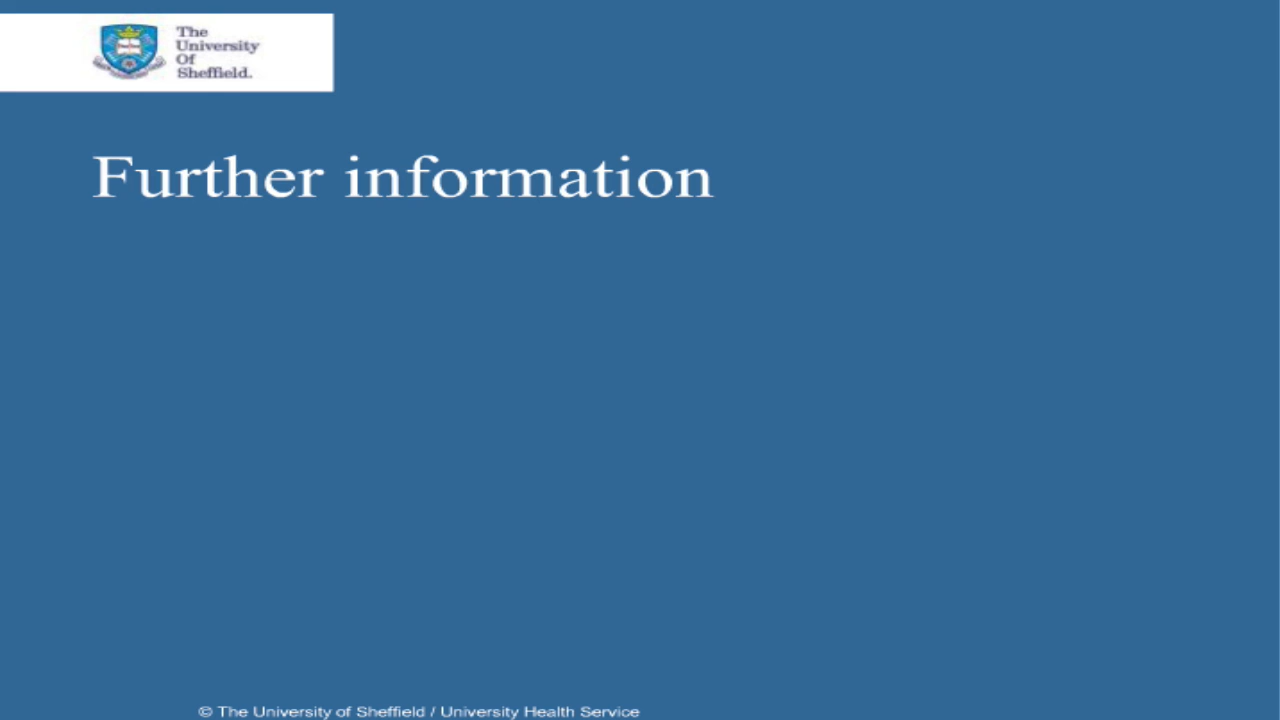 The
University
Of
Sheffield.
Further information
© The University of Sheffield / University Health Service